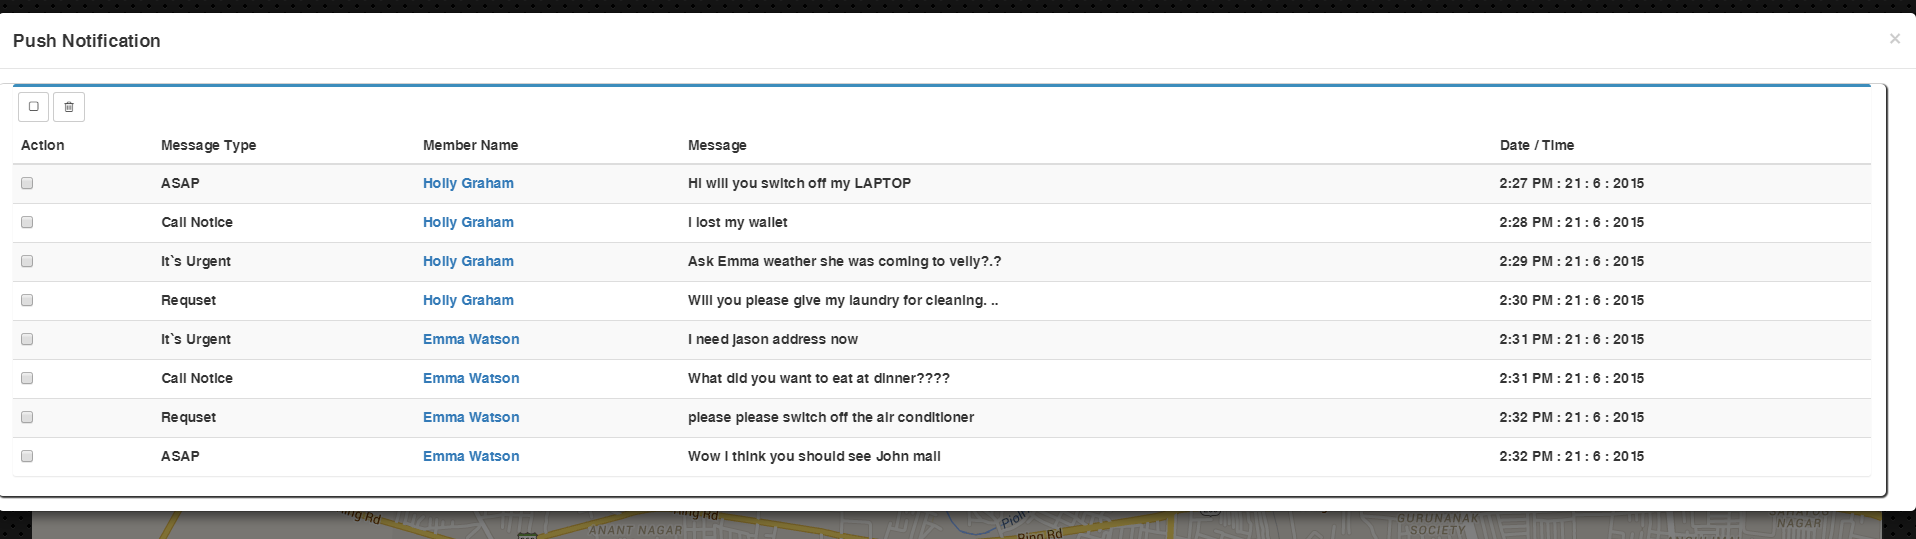 Push Notification ×
Action Message Type Member Name Message Date / Time
ASAP Holly Graham Hi will you switch off my LAPTOP 2:27 PM : 21 : 6 : 2015
Call Notice Holly Graham I lost my wallet 2:28 PM : 21 : 6 : 2015
It`s Urgent Holly Graham Ask Emma weather she was coming to velly?.? 2:29 PM : 21 : 6 : 2015
Requset Holly Graham Will you please give my laundry for cleaning. .. 2:30 PM : 21 : 6 : 2015
It`s Urgent Emma Watson I need jason address now 2:31 PM : 21 : 6 : 2015
Call Notice Emma Watson What did you want to eat at dinner???? 2:31 PM : 21 : 6 : 2015
Requset Emma Watson please please switch off the air conditioner 2:32 PM : 21 : 6 : 2015
ASAP Emma Watson Wow I think you should see John mail 2:32 PM : 21 : 6 : 2015
Ring Rd ANANT NAGAR Ring Rd Ring Rd GURUNANAK
SOCIETY NAGAR